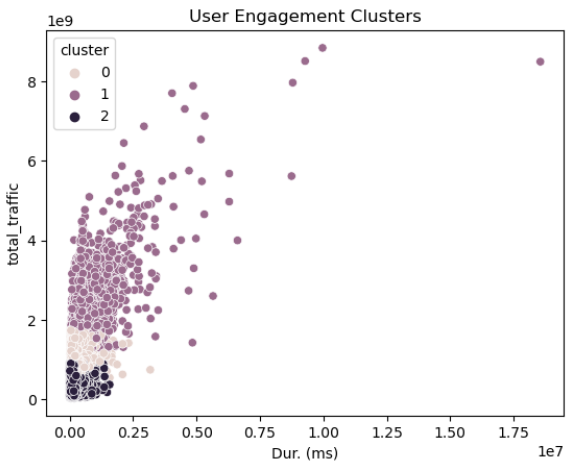 User Engagement Clusters
1e9
cluster
0
1
2
8
6
4
2
0
total_traffic
0.00 0.25 0.50 0.75 1.00 1.25 1.50 1.75
Dur. (ms)
1e7